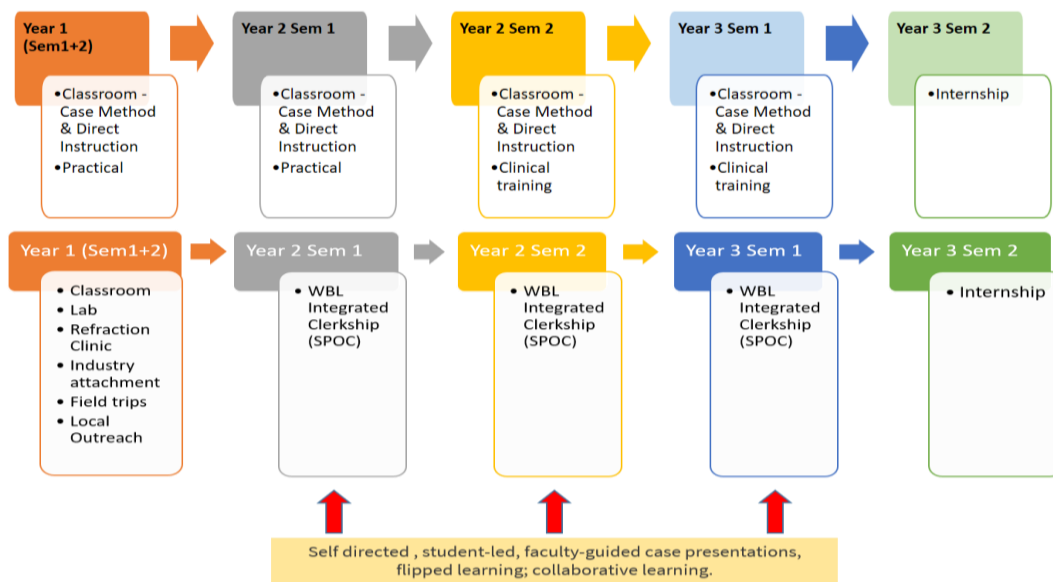 Year 1
(Sem1+2)
Year 2 Sem 1
Year 2 Sem 2
Year 3 Sem 1
Year 3 Sem 2
•Classroom -
Case Method
& Direct
Instruction
•Practical
•Classroom -
Case Method
& Direct
Instruction
•Practical
•Classroom -
Case Method
& Direct
Instruction
•Clinical
training
•Classroom -
Case Method
& Direct
Instruction
•Clinical
training
•Internship
Year 1 (Sem1+2)
Year 2 Sem 1
Year 2 Sem 2
Year 3 Sem 1
Year 3 Sem 2
• Classroom
• Lab
• Refraction
Clinic
• Industry
attachment
• Field trips
• Local
Outreach
• WBL
Integrated
Clerkship
(SPOC)
• WBL
Integrated
Clerkship
(SPOC)
• WBL
Integrated
Clerkship
(SPOC)
• Internship
Self directed , student-led, faculty-guided case presentations,
flipped learning; collaborative learning.